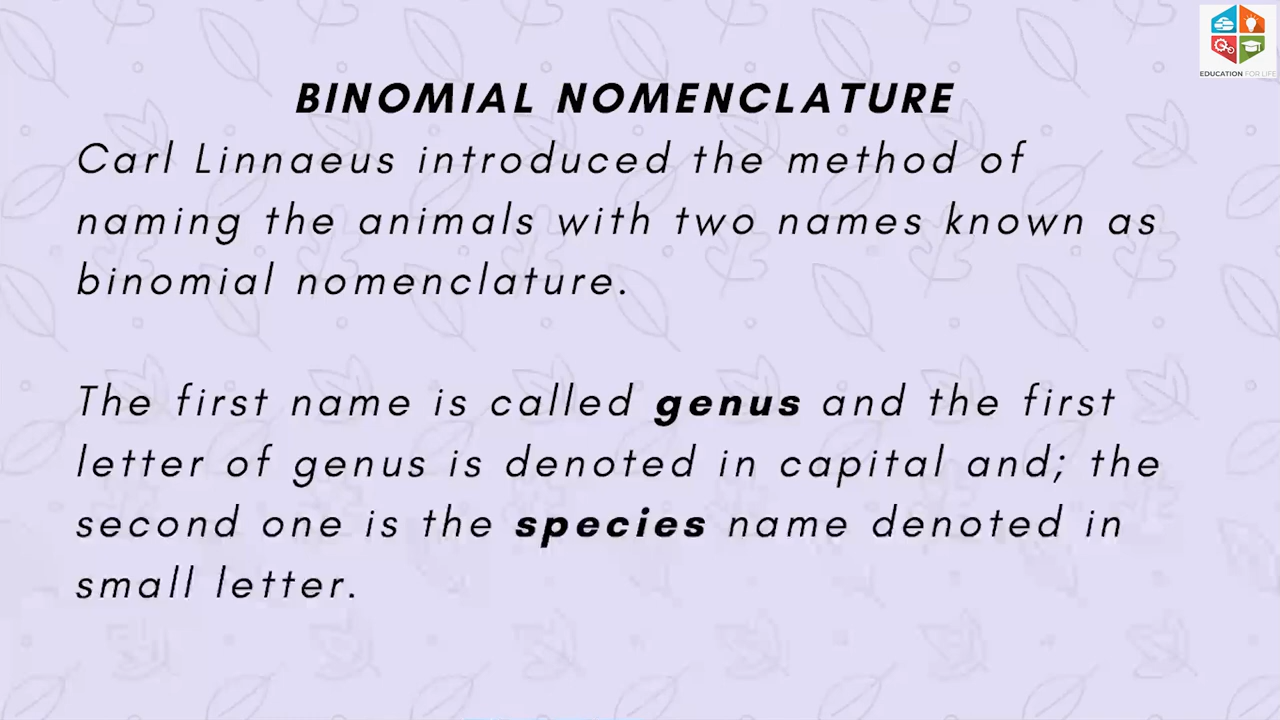 EDUCATION FOR LIFE
BINOMIAL NOMENCLATURE
Carl Linnaeus introduced the method of
naming the animals with two names known as
binomial nomenclature.
The first name is called genus and the first
letter of genus is denoted in capital and; the
second one is the species name denoted in
small letter.